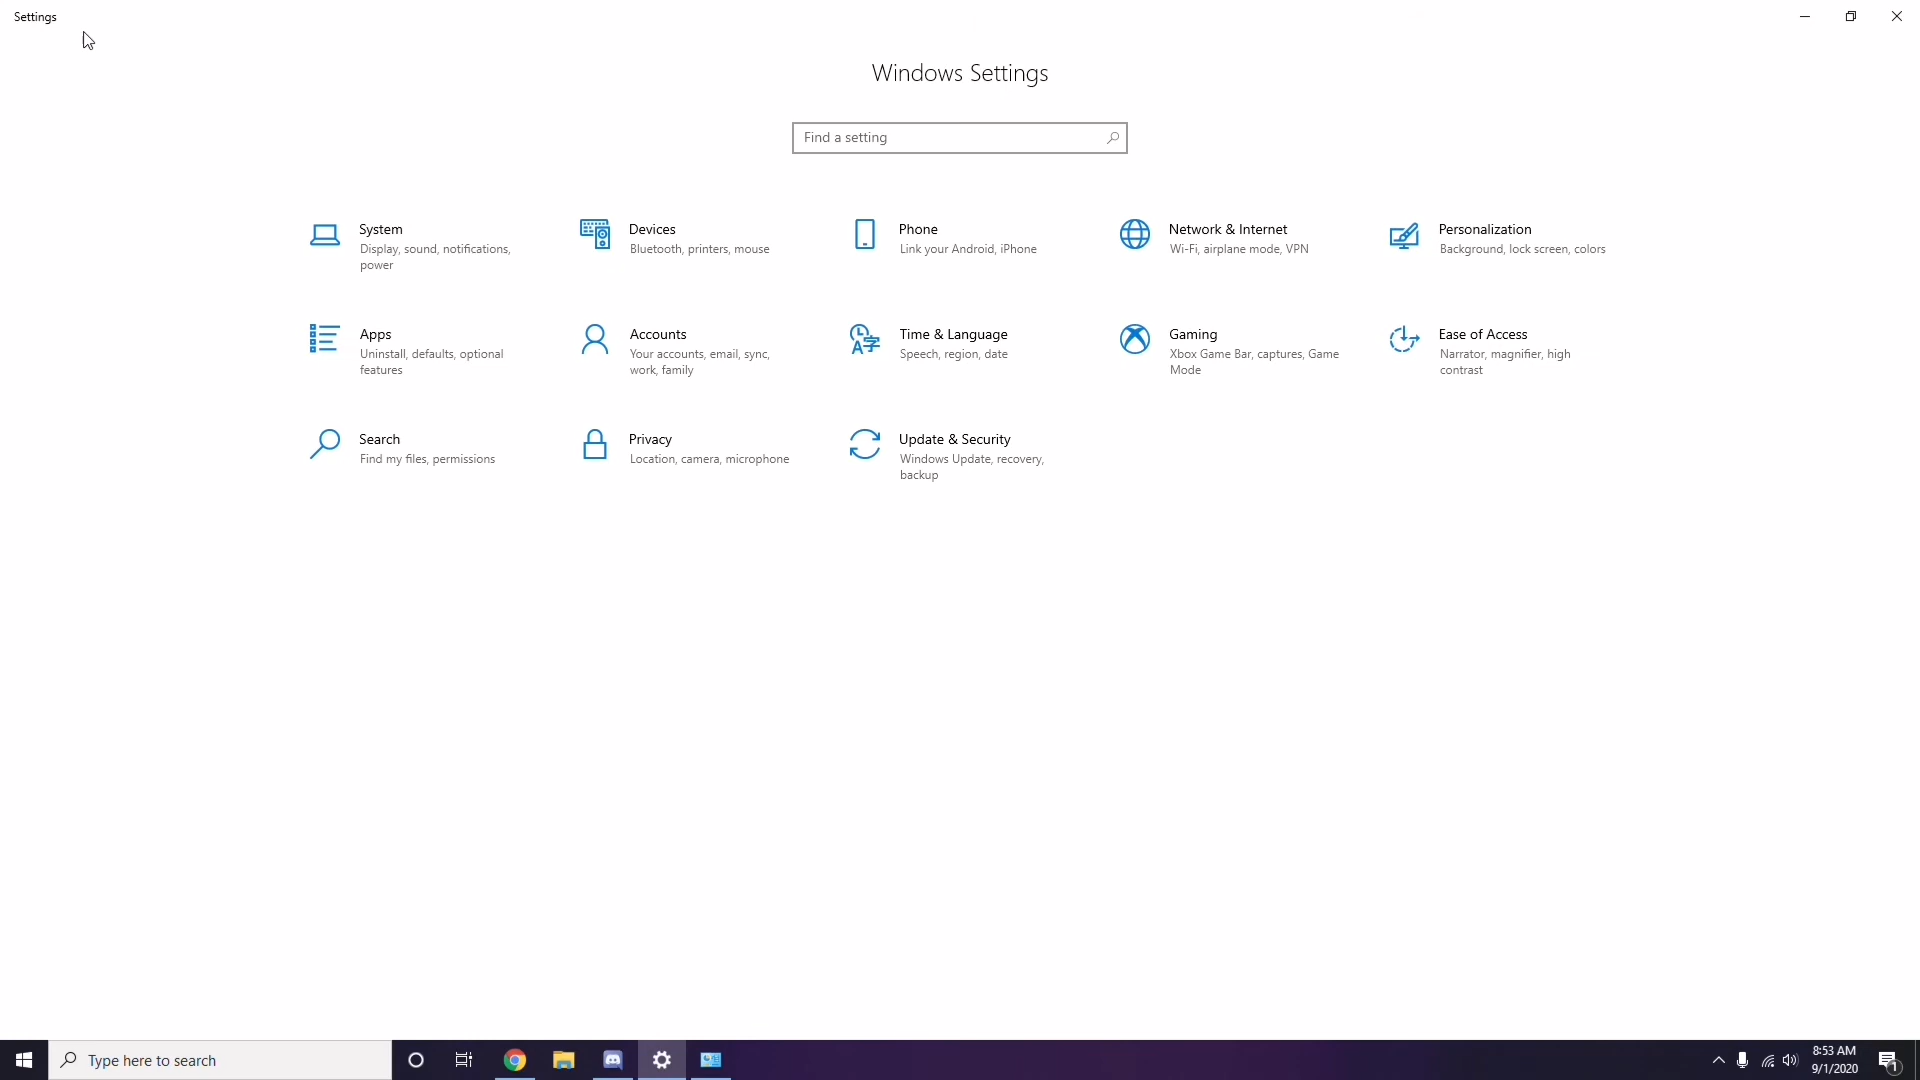 Settings
Windows Settings
Find a setting
System
Display, sound, notifications,
power
Devices
Bluetooth, printers, mouse
Phone
Link your Android, iPhone
Network & Internet
Wi-Fi, airplane mode, VPN
Personalization
Background, lock screen, colors
Apps
Uninstall, defaults, optional
features
Accounts
Your accounts, email, sync,
work, family
Time & Language
Speech, region, date
Gaming
Xbox Game Bar, captures, Game
Mode
Ease of Access
Narrator, magnifier, high
contrast
Search
Find my files, permissions
Privacy
Location, camera, microphone
Update & Security
Windows Update, recovery,
backup
Type here to search
8:53 AM
9/1/2020
1